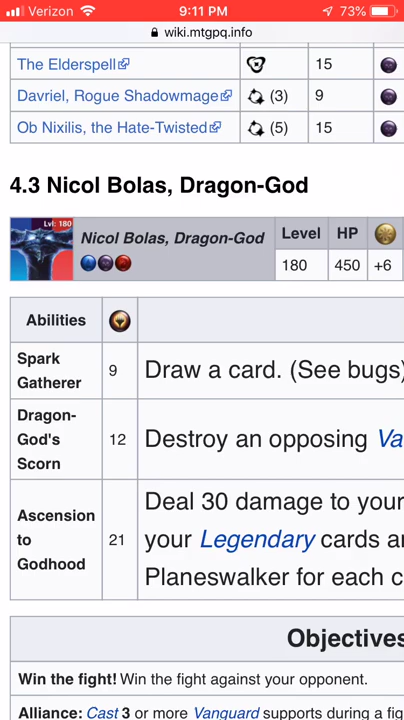 Verizon 9:11 PM 73%
wiki.mtgpq.info
The Elderspell 15
Davriel, Rogue Shadowmage (3) 9
Ob Nixilis, the Hate-Twisted (5) 15
4.3 Nicol Bolas, Dragon-God
Lvl: 180
Nicol Bolas, Dragon-God
Level HP
180 450 +6
Abilities
Spark
Gatherer
9
Draw a card. (See bugs)
Dragon-
God's
Scorn
12
Destroy an opposing Va
Ascension
to
Godhood
21
Deal 30 damage to your
your Legendary cards a
Planeswalker for each c
Objectives
Win the fight! Win the fight against your opponent.
Alliance: Cast 3 or more Vanguard supports during a fig